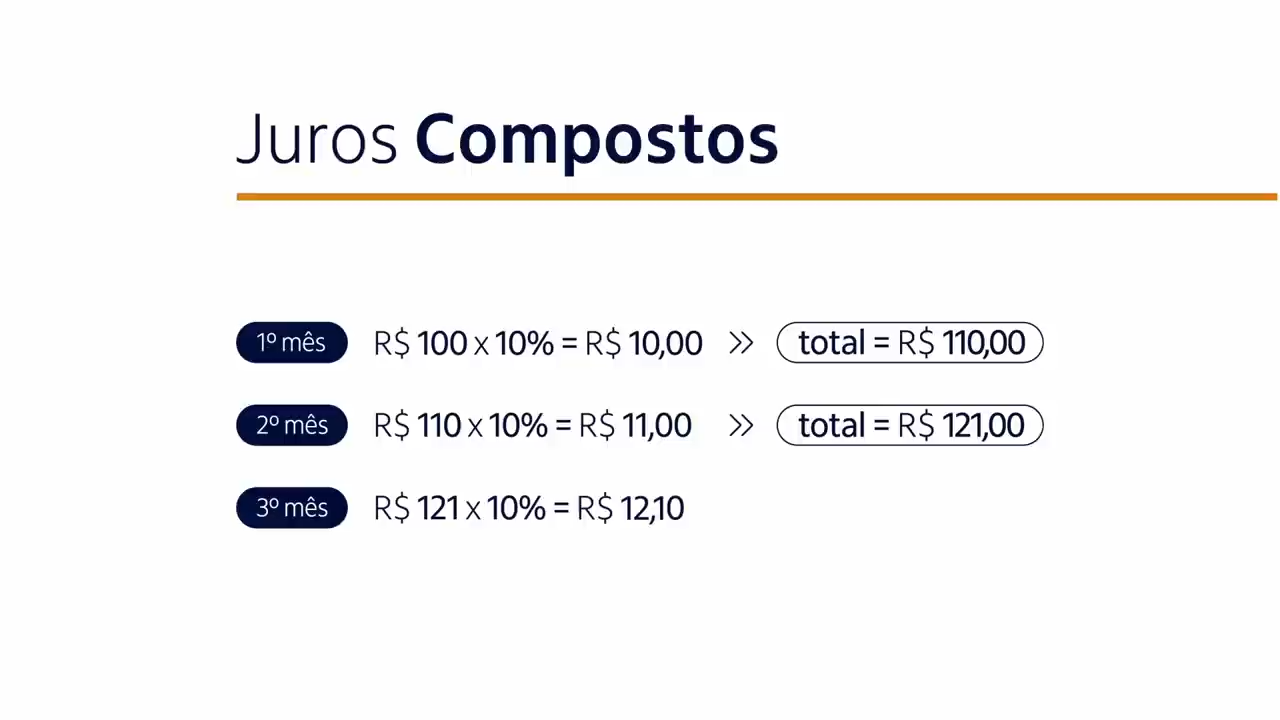 Juros Compostos
1º mês R$ 100 x 10% = R$ 10,00 » total = R$ 110,00
2º mês R$ 110 x 10% = R$ 11,00 » total = R$ 121,00
3º mês R$ 121 x 10% = R$ 12,10